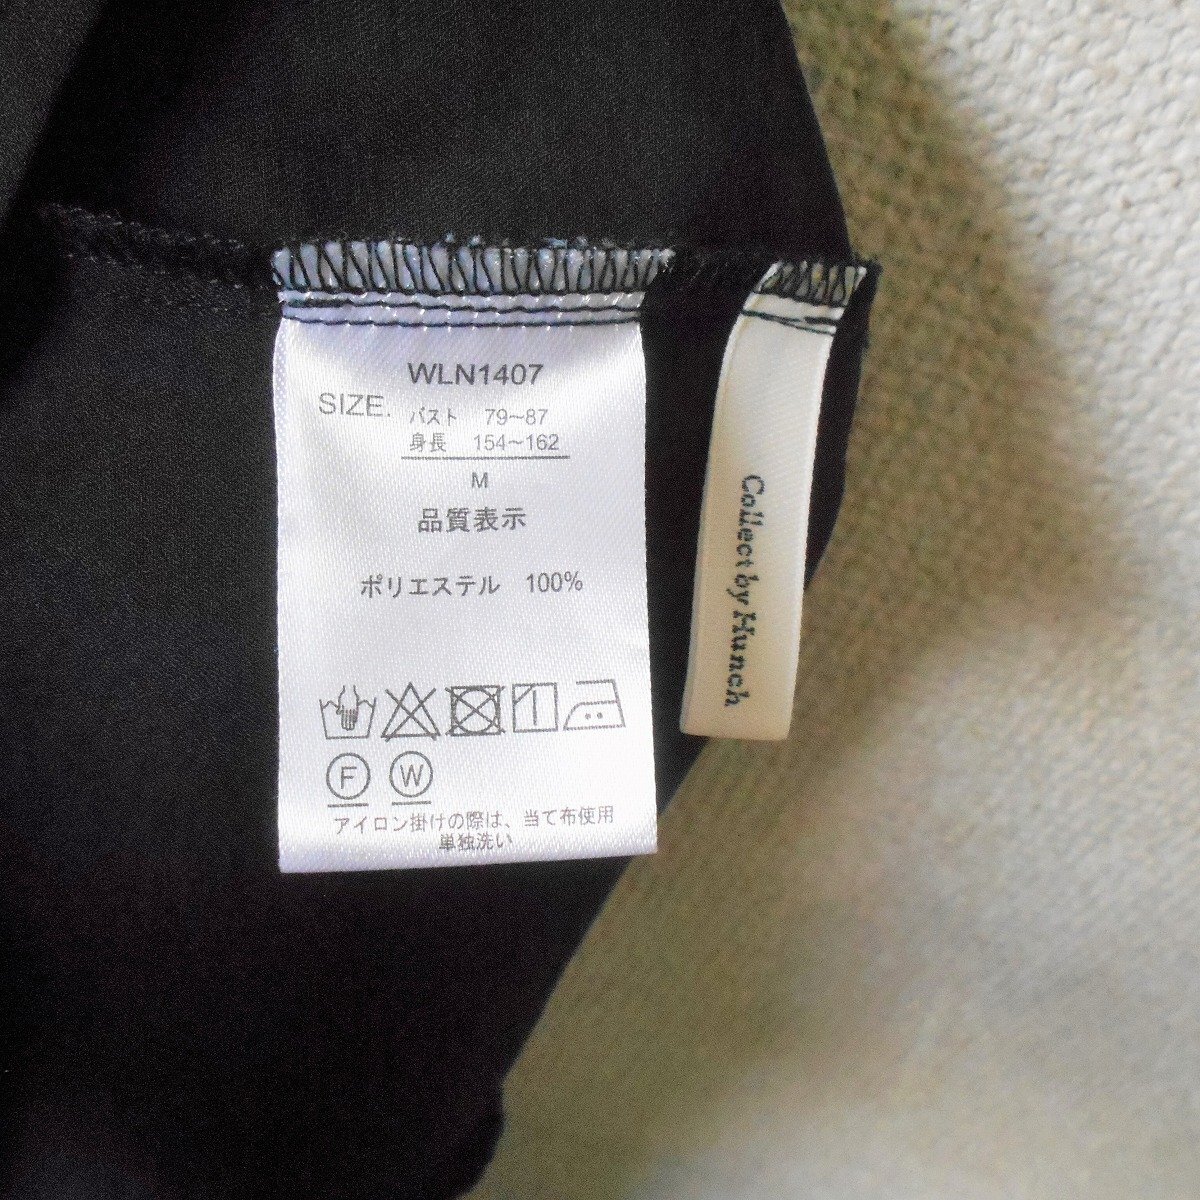 WLN1407
SIZE. バスト 79~87
身長 154~162
M
品質表示
ポリエステル 100%
F W
アイロン掛けの際は、当て布使用
単独洗い
Collect by Hunch